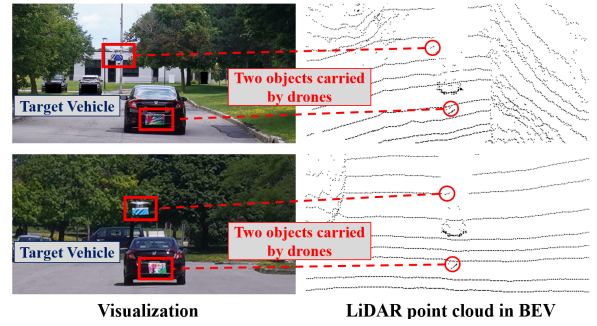 Two objects carried
by drones
Target Vehicle
Two objects carried
by drones
Target Vehicle
Visualization
LiDAR point cloud in BEV